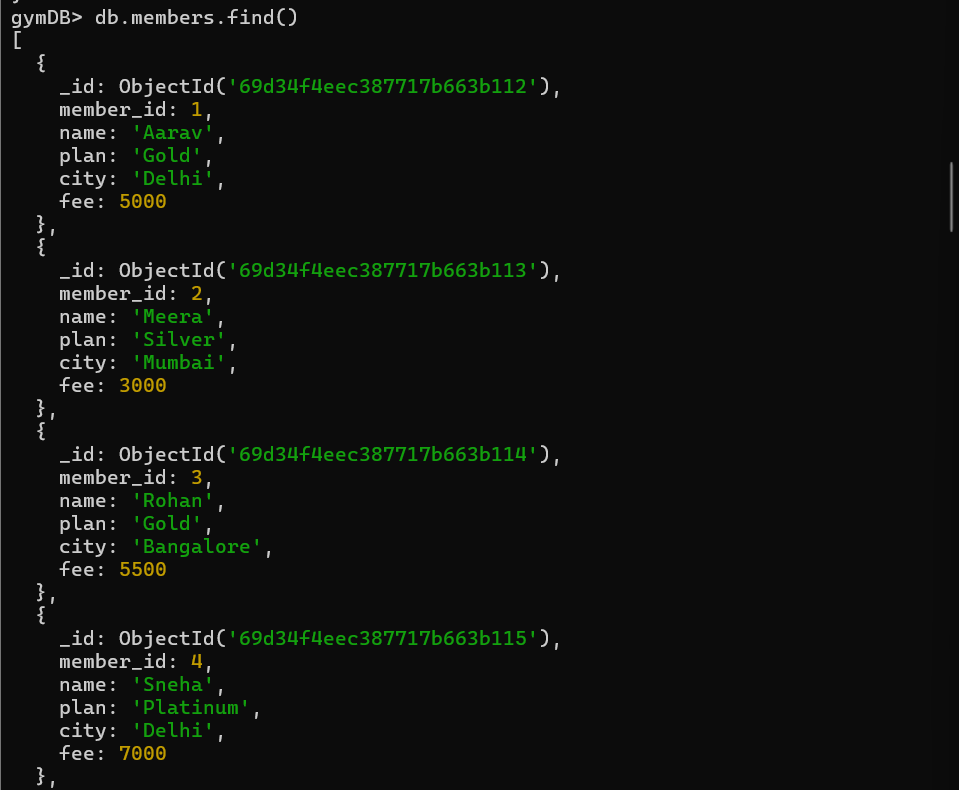 gymDB> db.members.find()
[
  {
    _id: ObjectId('69d34f4eec387717b663b112'),
    member_id: 1,
    name: 'Aarav',
    plan: 'Gold',
    city: 'Delhi',
    fee: 5000
  },
  {
    _id: ObjectId('69d34f4eec387717b663b113'),
    member_id: 2,
    name: 'Meera',
    plan: 'Silver',
    city: 'Mumbai',
    fee: 3000
  },
  {
    _id: ObjectId('69d34f4eec387717b663b114'),
    member_id: 3,
    name: 'Rohan',
    plan: 'Gold',
    city: 'Bangalore',
    fee: 5500
  },
  {
    _id: ObjectId('69d34f4eec387717b663b115'),
    member_id: 4,
    name: 'Sneha',
    plan: 'Platinum',
    city: 'Delhi',
    fee: 7000
  },